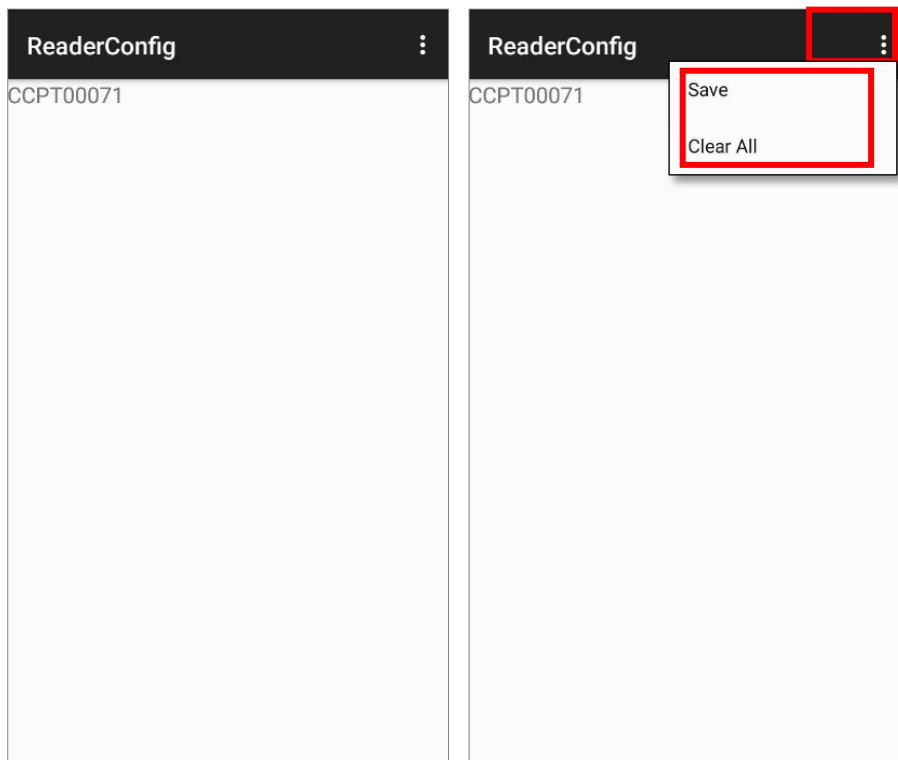 ReaderConfig
CCPT00071
ReaderConfig
CCPT00071
Save
Clear All